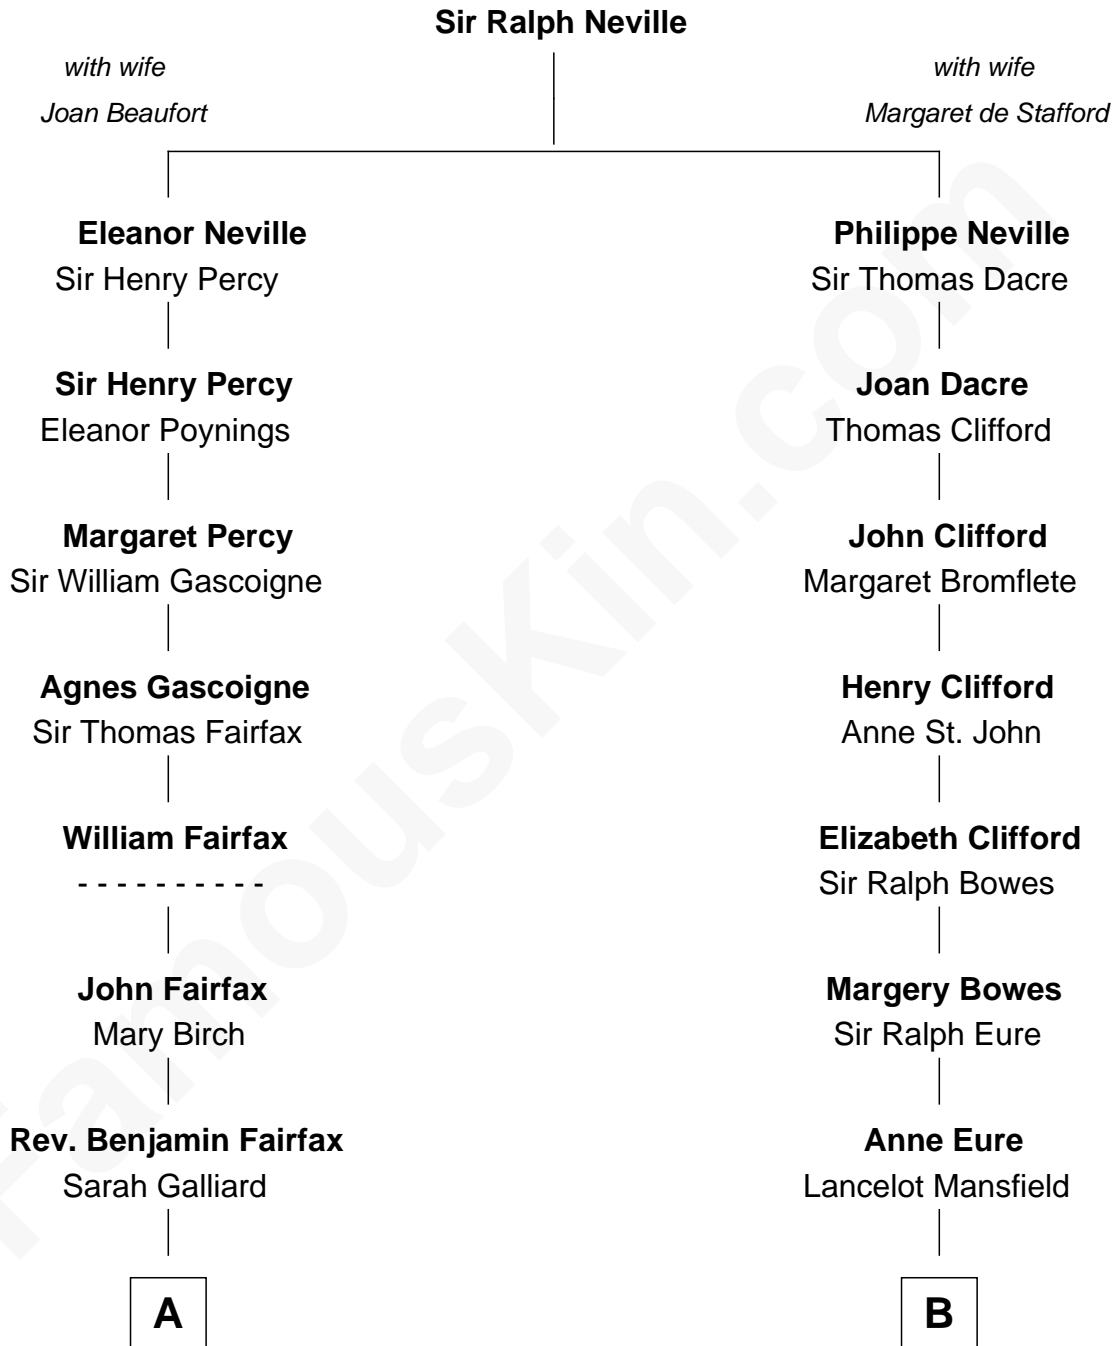 Sir Ralph Neville
with wife
Joan Beaufort
with wife
Margaret de Stafford
Eleanor Neville
Sir Henry Percy
Philippe Neville
Sir Thomas Dacre
Sir Henry Percy
Eleanor Poynings
Joan Dacre
Thomas Clifford
Margaret Percy
Sir William Gascoigne
John Clifford
Margaret Bromflete
Agnes Gascoigne
Sir Thomas Fairfax
Henry Clifford
Anne St. John
William Fairfax
- - - - - - - - - -
Elizabeth Clifford
Sir Ralph Bowes
John Fairfax
Mary Birch
Margery Bowes
Sir Ralph Eure
Rev. Benjamin Fairfax
Sarah Galliard
Anne Eure
Lancelot Mansfield
A
B
FamousKin.com